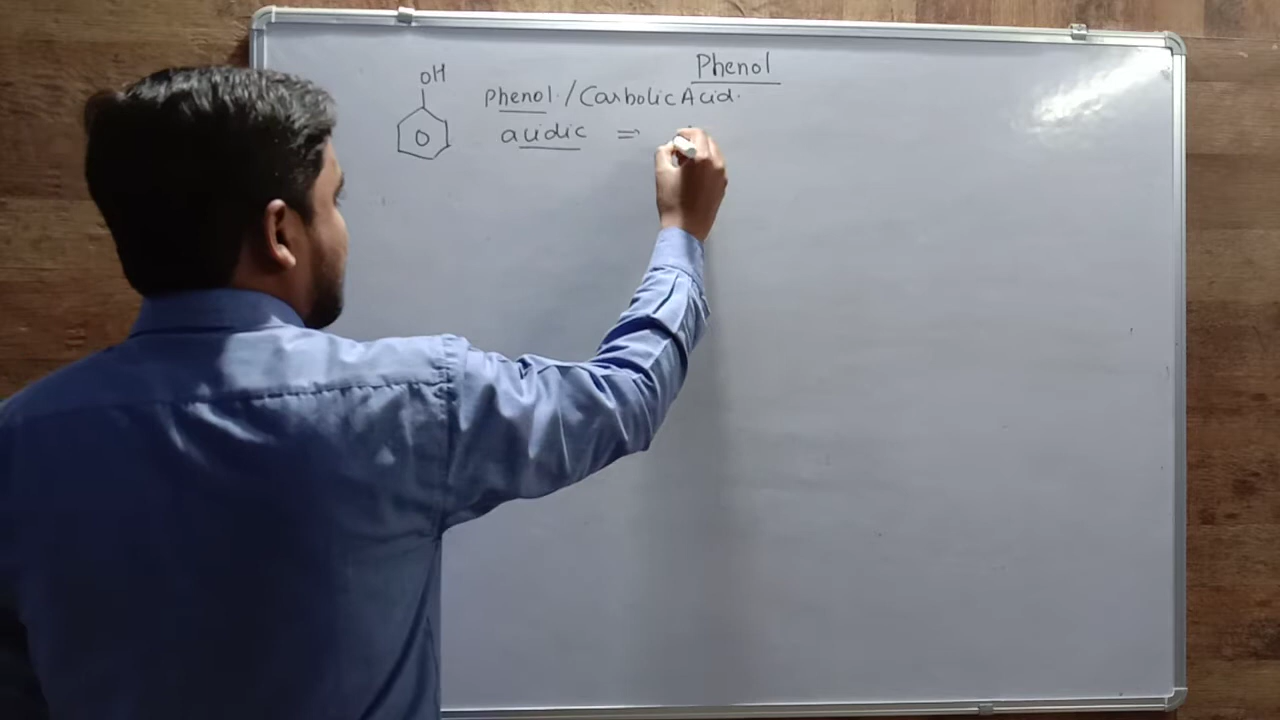 Phenol
OH
Phenol / Carbolic Acid.
acidic ⇒